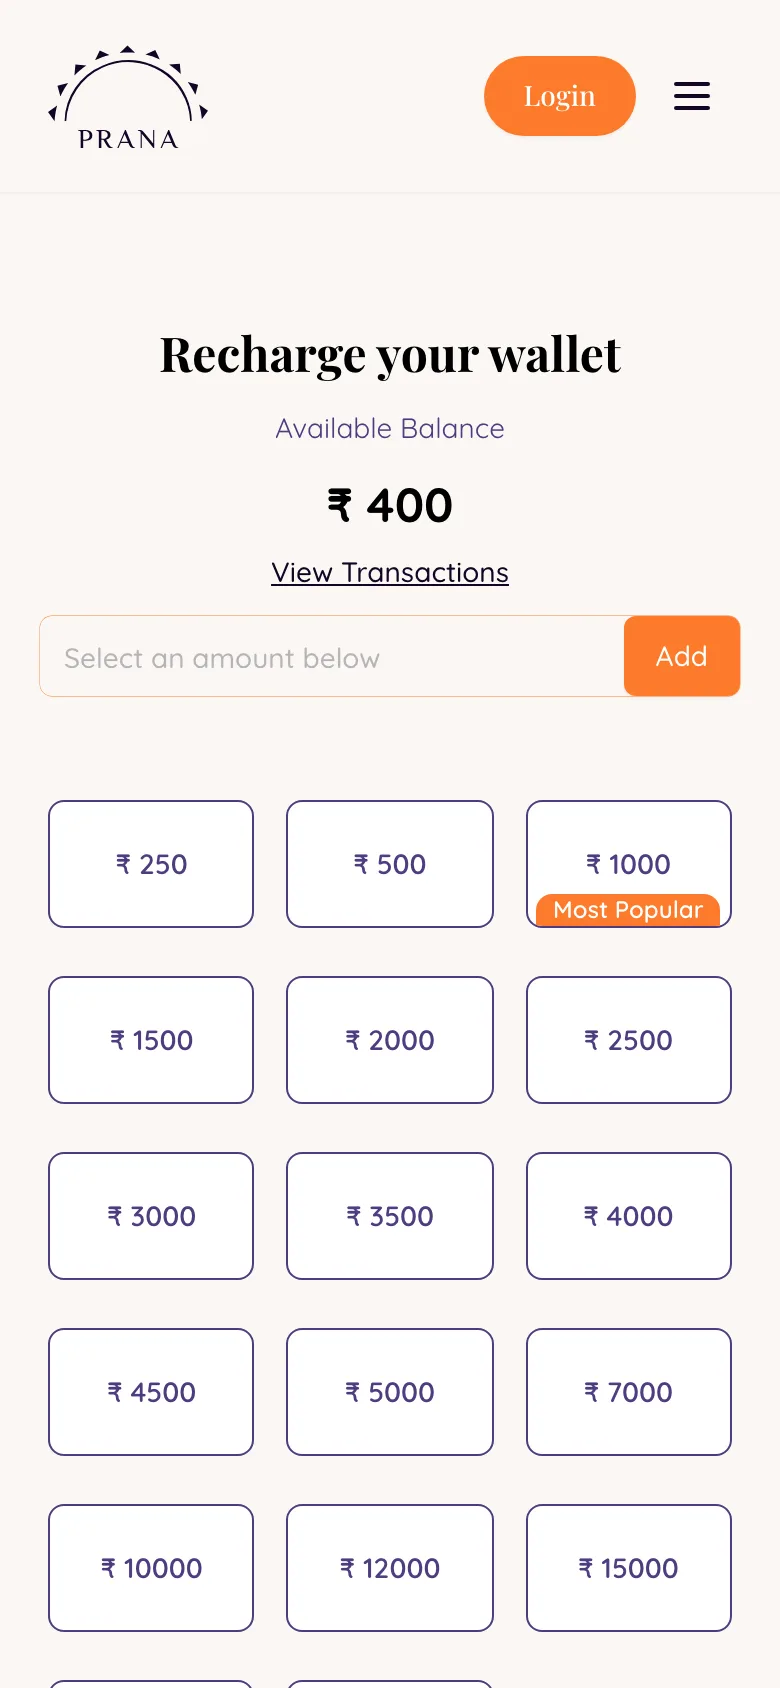 PRANA
Login
Recharge your wallet
Available Balance
₹ 400
View Transactions
Select an amount below
Add
₹ 250
₹ 500
₹ 1000
Most Popular
₹ 1500
₹ 2000
₹ 2500
₹ 3000
₹ 3500
₹ 4000
₹ 4500
₹ 5000
₹ 7000
₹ 10000
₹ 12000
₹ 15000